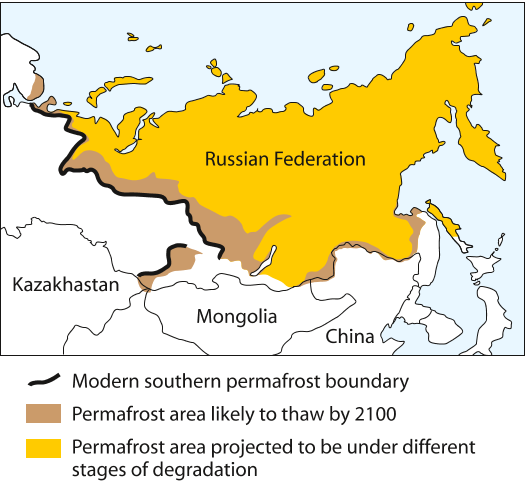 Russian Federation
Kazakhastan
Mongolia
China
Modern southern permafrost boundary
Permafrost area likely to thaw by 2100
Permafrost area projected to be under different
stages of degradation